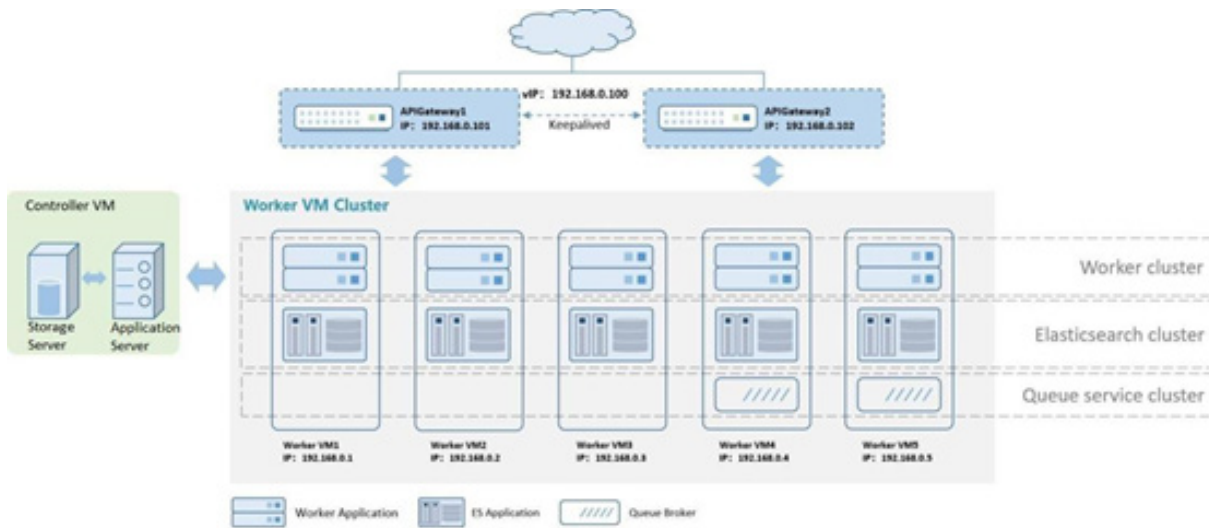 vIP: 192.168.0.100
APIGateway1
IP: 192.168.0.101
Keepalived
APIGateway2
IP: 192.168.0.102
Controller VM
Storage
Server
Application
Server
Worker VM Cluster
Worker cluster
Elasticsearch cluster
Queue service cluster
Worker VM1
IP: 192.168.0.1
Worker VM2
IP: 192.168.0.2
Worker VM3
IP: 192.168.0.3
Worker VM4
IP: 192.168.0.4
Worker VM5
IP: 192.168.0.5
Worker Application
ES Application
Queue Broker